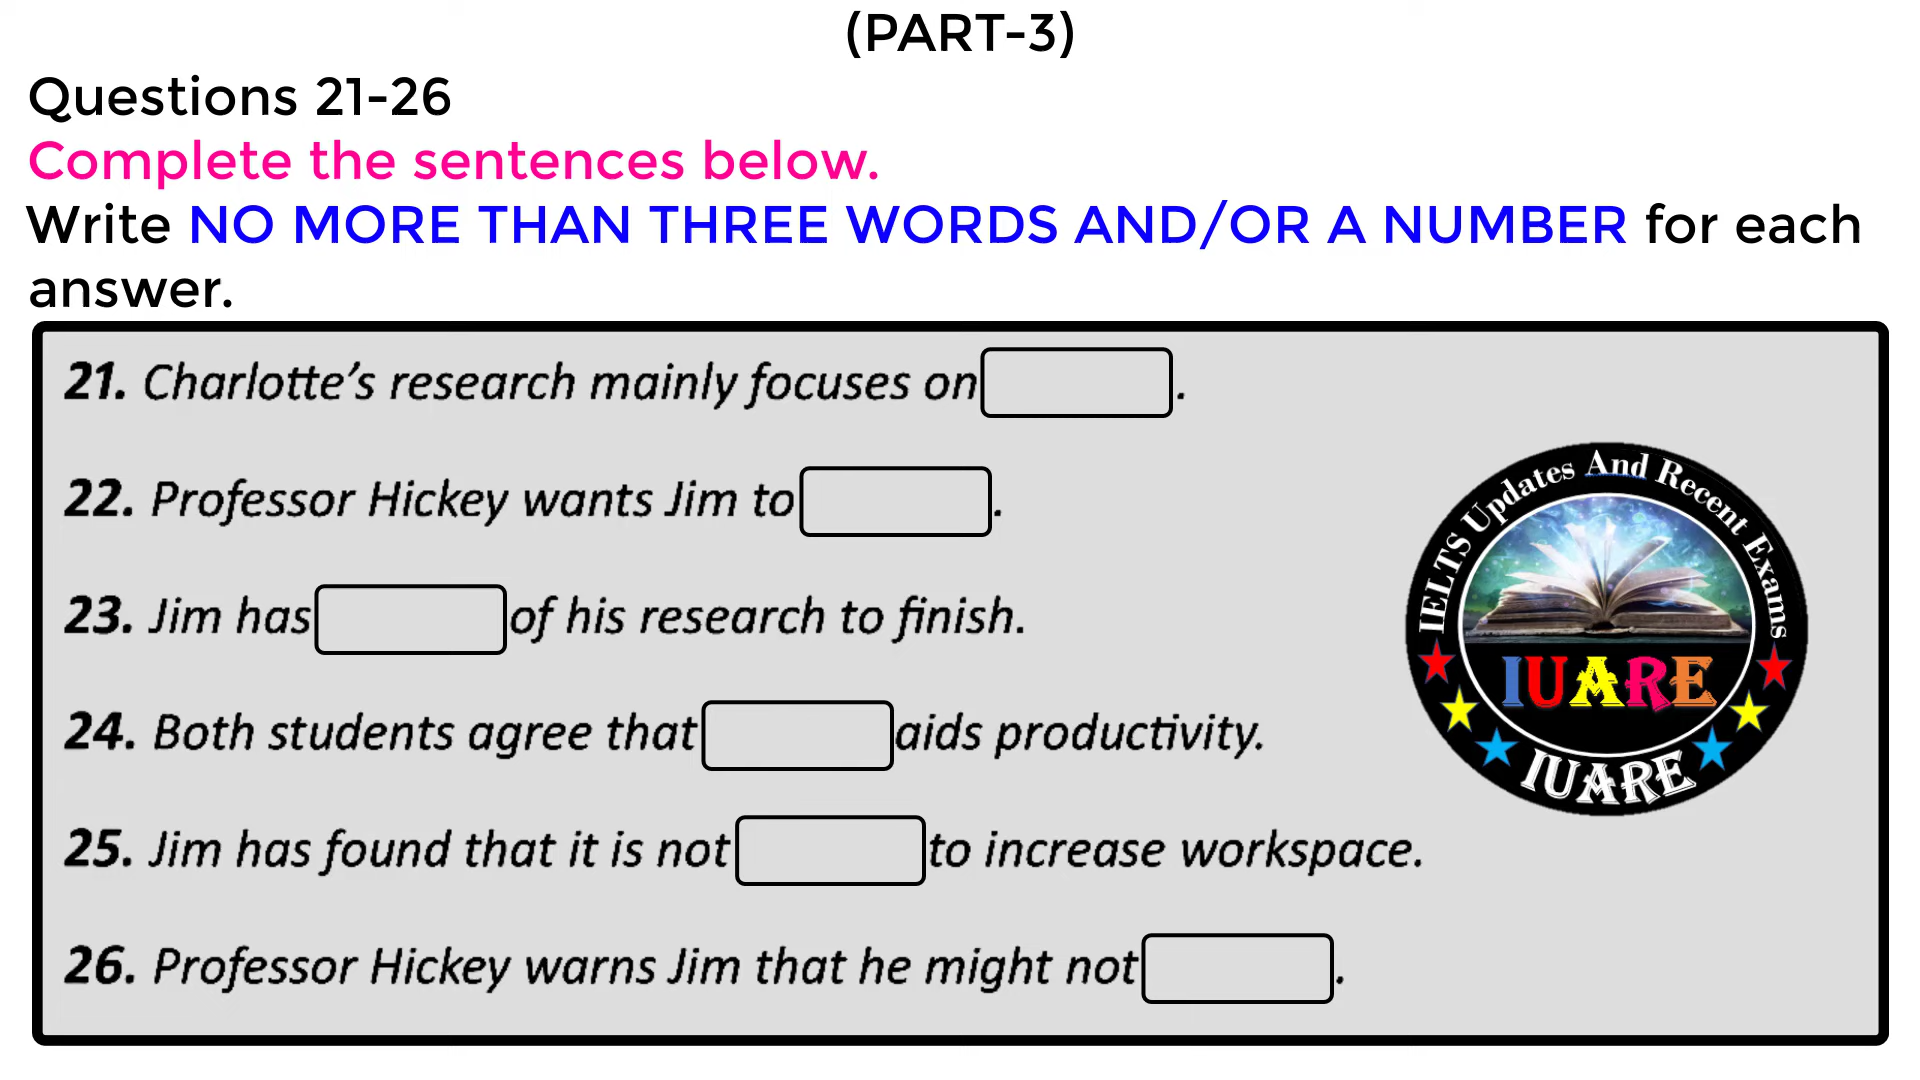 (PART-3)
Questions 21-26
Complete the sentences below.
Write NO MORE THAN THREE WORDS AND/OR A NUMBER for each
answer.
21. Charlotte’s research mainly focuses on .
22. Professor Hickey wants Jim to .
23. Jim has of his research to finish.
24. Both students agree that aids productivity.
25. Jim has found that it is not to increase workspace.
26. Professor Hickey warns Jim that he might not .
IELTS Updates And Recent Exams
IUARE
IUARE